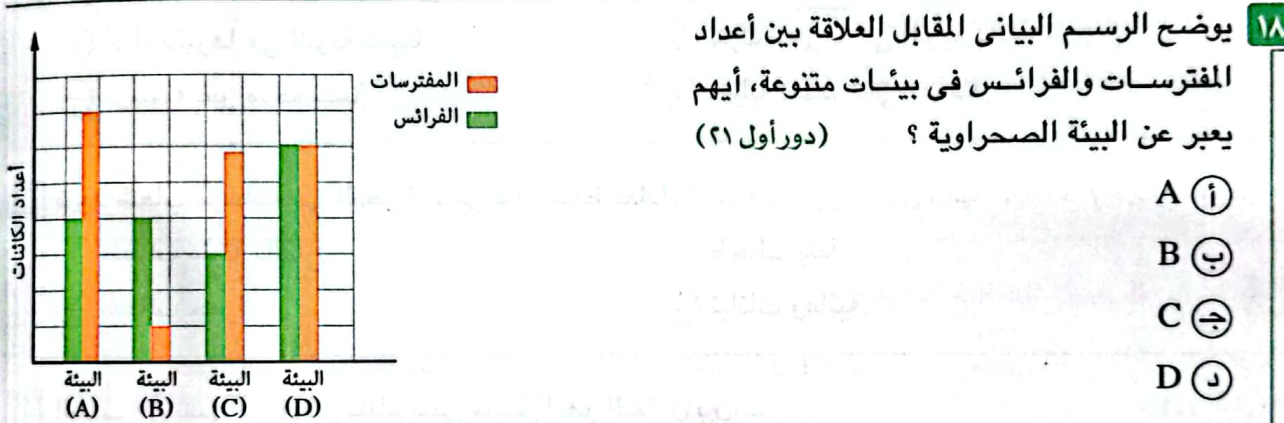 ١٨ يوضح الرسم البيانى المقابل العلاقة بين أعداد
المفترسات والفرائس فى بيئات متنوعة، أيهم
يعبر عن البيئة الصحراوية ؟ (دور أول ٢١)
أ A
ب B
ج C
د D
المفترسات
الفرائس
أعداد الكائنات
البيئة (A)
البيئة (B)
البيئة (C)
البيئة (D)